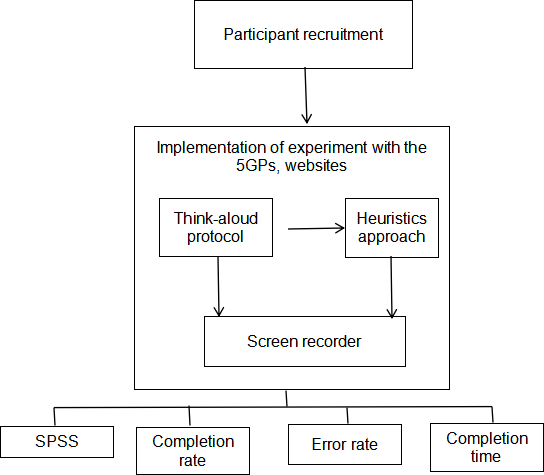 Participant recruitment
Implementation of experiment with the
5GPs, websites
Think-aloud
protocol
Heuristics
approach
Screen recorder
SPSS
Completion
rate
Error rate
Completion
time